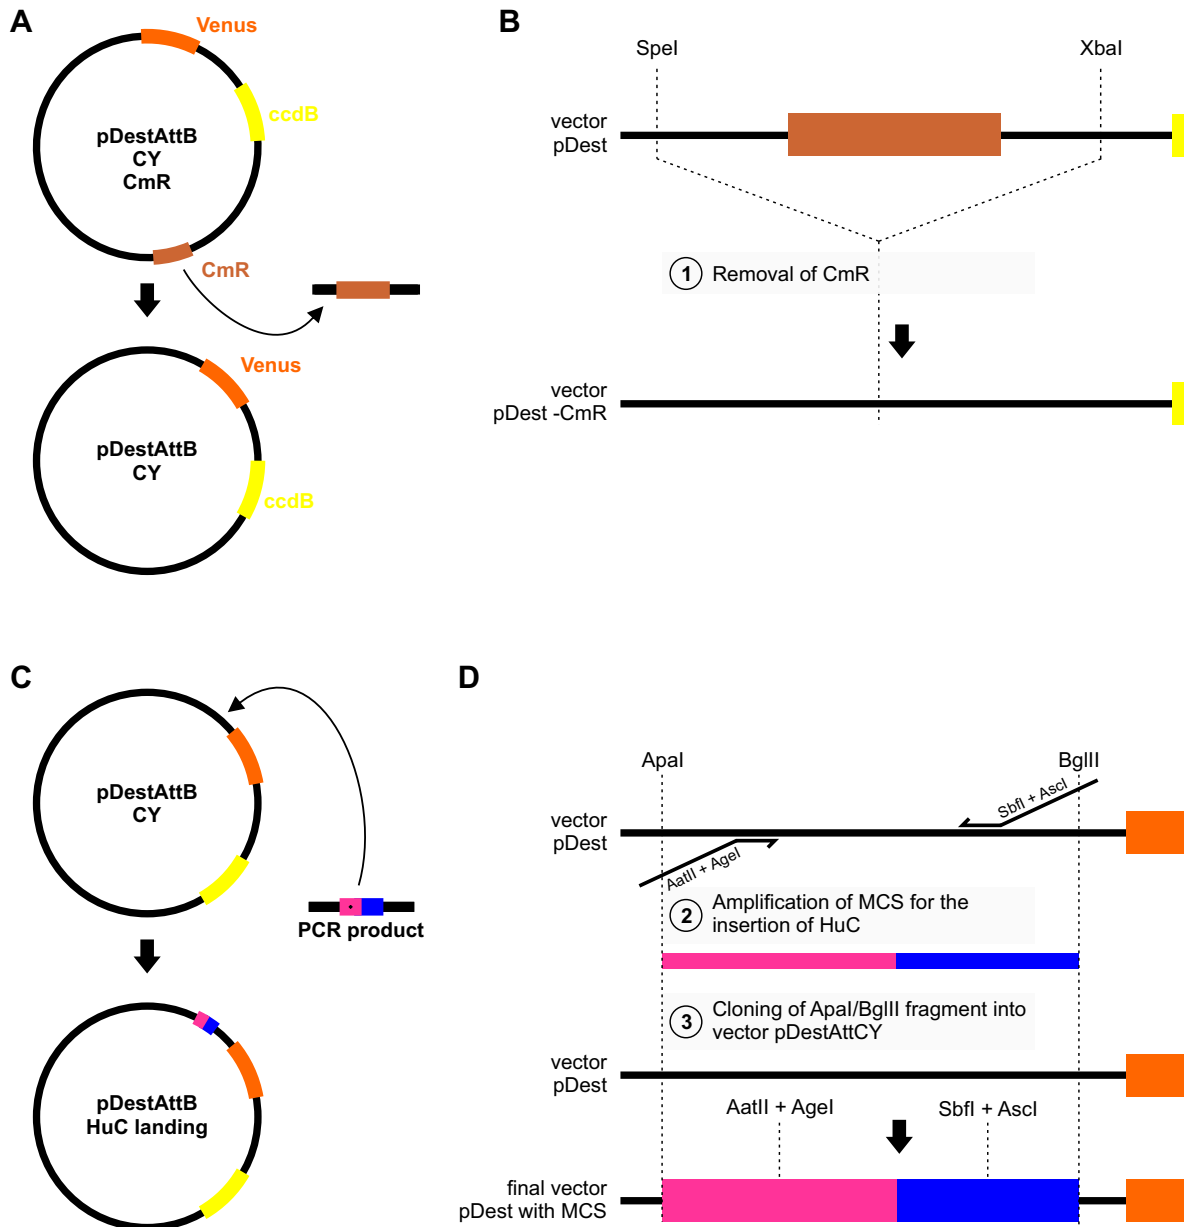 A
Venus
ccdB
pDestAttB
CY
CmR
CmR
Venus
pDestAttB
CY
ccdB
B
SpeI
XbaI
vector
pDest
1 Removal of CmR
vector
pDest -CmR
C
pDestAttB
CY
PCR product
pDestAttB
HuC landing
D
ApaI
BglII
SbfI + AscI
vector
pDest
AatII + AgeI
2 Amplification of MCS for the
insertion of HuC
3 Cloning of ApaI/BglII fragment into
vector pDestAttCY
vector
pDest
AatII + AgeI
SbfI + AscI
final vector
pDest with MCS